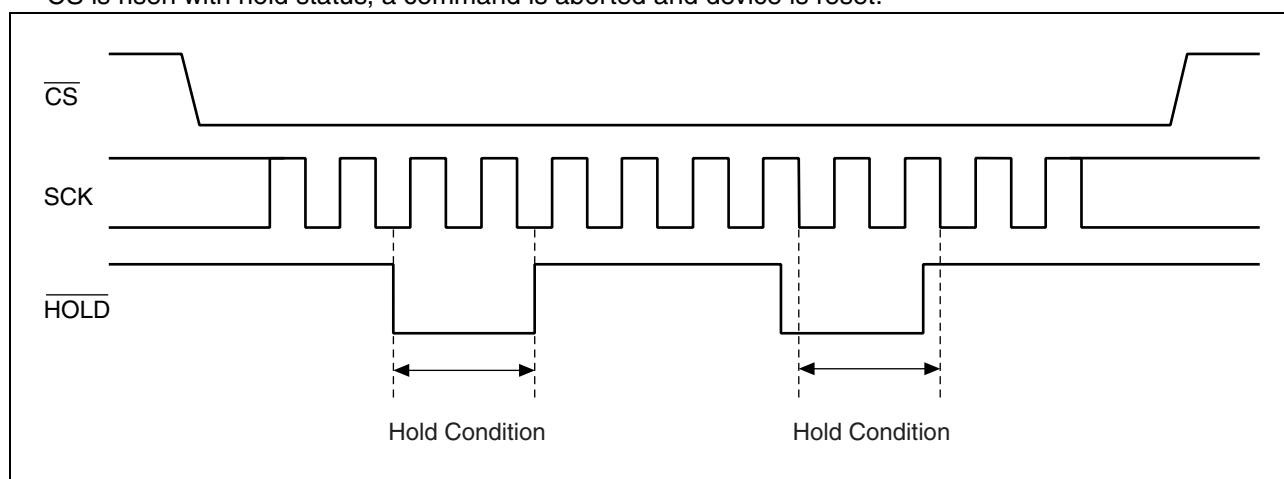 CS is risen with hold status, a command is aborted and device is reset.
CS
SCK
HOLD
Hold Condition Hold Condition